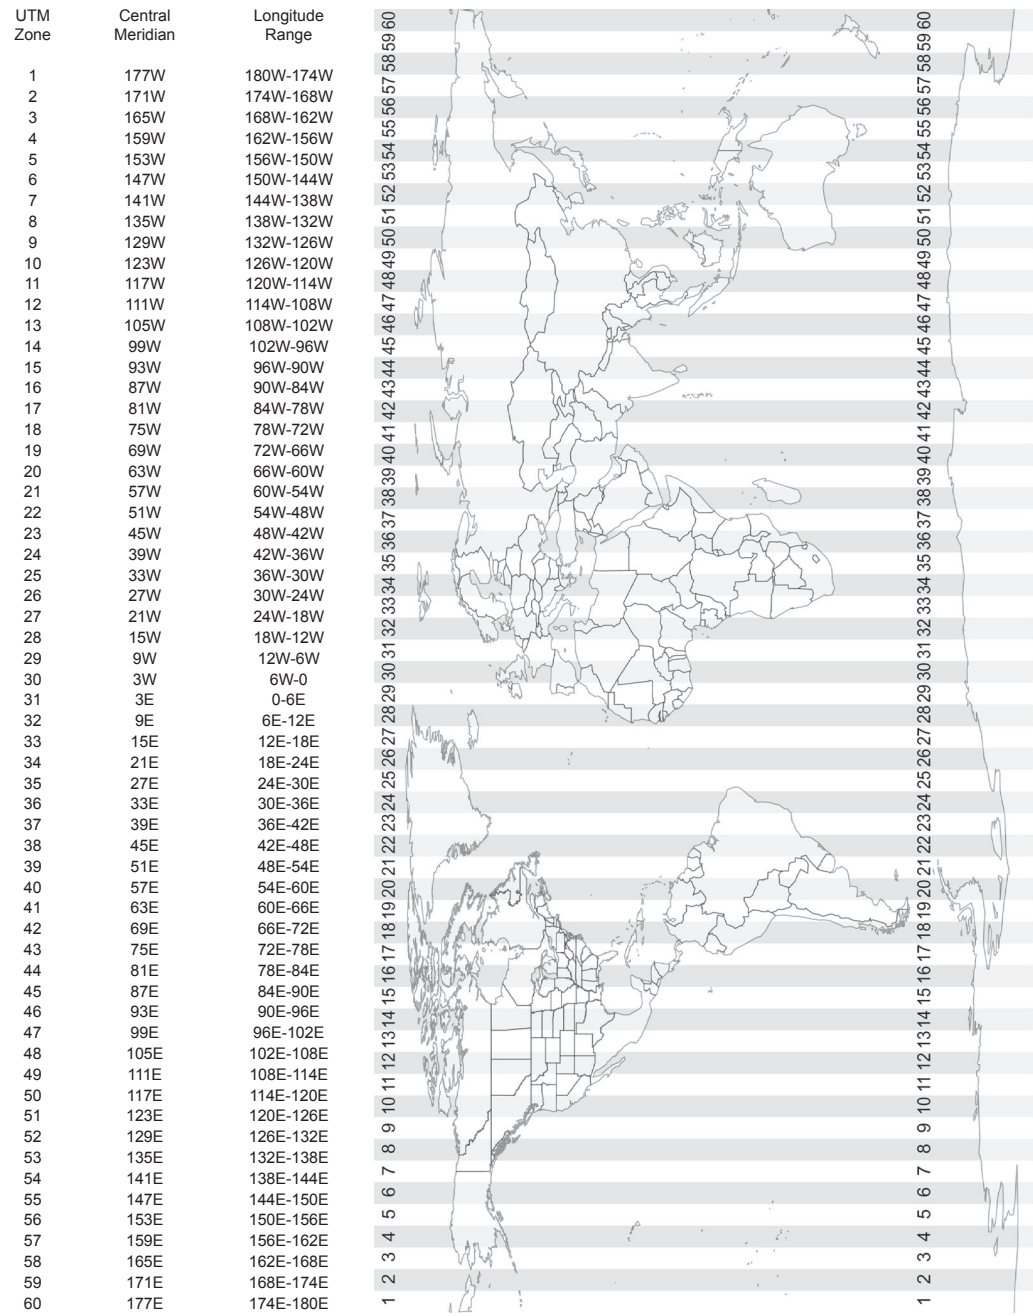 UTM Zone Central Meridian Longitude Range
1 177W 180W-174W
2 171W 174W-168W
3 165W 168W-162W
4 159W 162W-156W
5 153W 156W-150W
6 147W 150W-144W
7 141W 144W-138W
8 135W 138W-132W
9 129W 132W-126W
10 123W 126W-120W
11 117W 120W-114W
12 111W 114W-108W
13 105W 108W-102W
14 99W 102W-96W
15 93W 96W-90W
16 87W 90W-84W
17 81W 84W-78W
18 75W 78W-72W
19 69W 72W-66W
20 63W 66W-60W
21 57W 60W-54W
22 51W 54W-48W
23 45W 48W-42W
24 39W 42W-36W
25 33W 36W-30W
26 27W 30W-24W
27 21W 24W-18W
28 15W 18W-12W
29 9W 12W-6W
30 3W 6W-0
31 3E 0-6E
32 9E 6E-12E
33 15E 12E-18E
34 21E 18E-24E
35 27E 24E-30E
36 33E 30E-36E
37 39E 36E-42E
38 45E 42E-48E
39 51E 48E-54E
40 57E 54E-60E
41 63E 60E-66E
42 69E 66E-72E
43 75E 72E-78E
44 81E 78E-84E
45 87E 84E-90E
46 93E 90E-96E
47 99E 96E-102E
48 105E 102E-108E
49 111E 108E-114E
50 117E 114E-120E
51 123E 120E-126E
52 129E 126E-132E
53 135E 132E-138E
54 141E 138E-144E
55 147E 144E-150E
56 153E 150E-156E
57 159E 156E-162E
58 165E 162E-168E
59 171E 168E-174E
60 177E 174E-180E
1 2 3 4 5 6 7 8 9 10 11 12 13 14 15 16 17 18 19 20 21 22 23 24 25 26 27 28 29 30 31 32 33 34 35 36 37 38 39 40 41 42 43 44 45 46 47 48 49 50 51 52 53 54 55 56 57 58 59 60
1 2 3 4 5 6 7 8 9 10 11 12 13 14 15 16 17 18 19 20 21 22 23 24 25 26 27 28 29 30 31 32 33 34 35 36 37 38 39 40 41 42 43 44 45 46 47 48 49 50 51 52 53 54 55 56 57 58 59 60